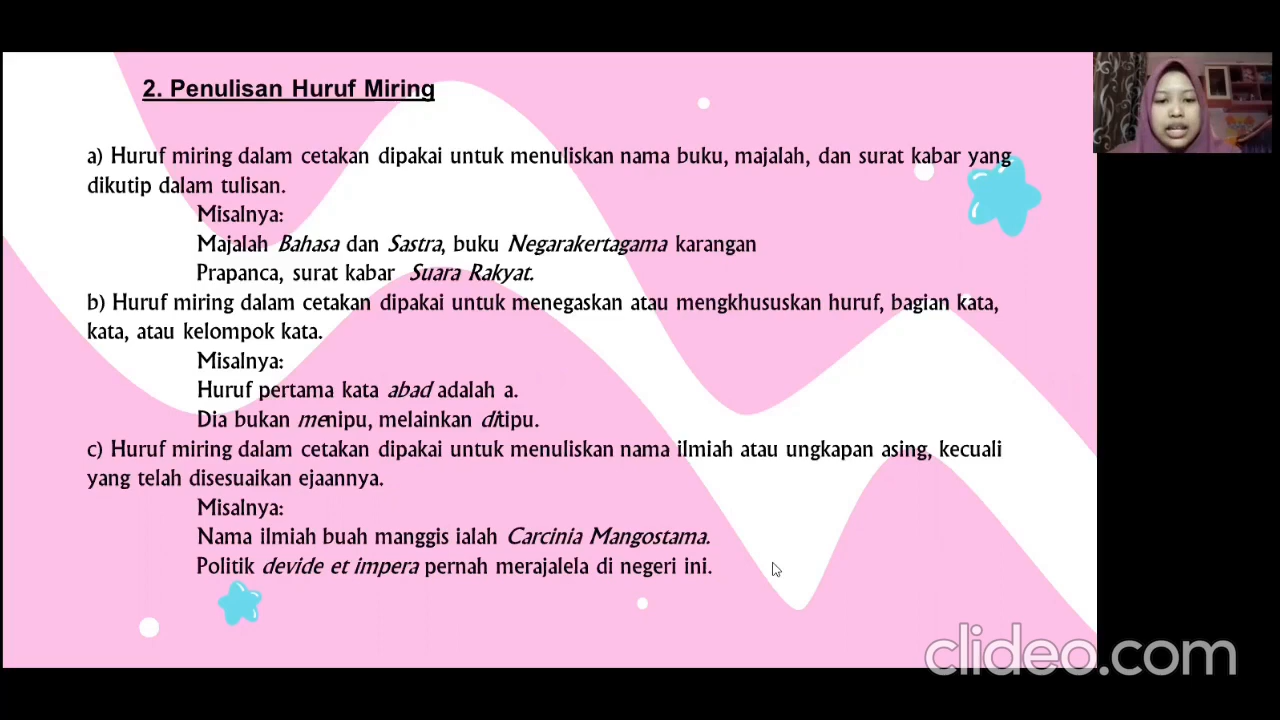 2. Penulisan Huruf Miring
a) Huruf miring dalam cetakan dipakai untuk menuliskan nama buku, majalah, dan surat kabar yang
dikutip dalam tulisan.
Misalnya:
Majalah Bahasa dan Sastra, buku Negarakertagama karangan
Prapanca, surat kabar Suara Rakyat.
b) Huruf miring dalam cetakan dipakai untuk menegaskan atau mengkhususkan huruf, bagian kata,
kata, atau kelompok kata.
Misalnya:
Huruf pertama kata abad adalah a.
Dia bukan menipu, melainkan ditipu.
c) Huruf miring dalam cetakan dipakai untuk menuliskan nama ilmiah atau ungkapan asing, kecuali
yang telah disesuaikan ejaannya.
Misalnya:
Nama ilmiah buah manggis ialah Carcinia Mangostama.
Politik devide et impera pernah merajalela di negeri ini.
clideo.com